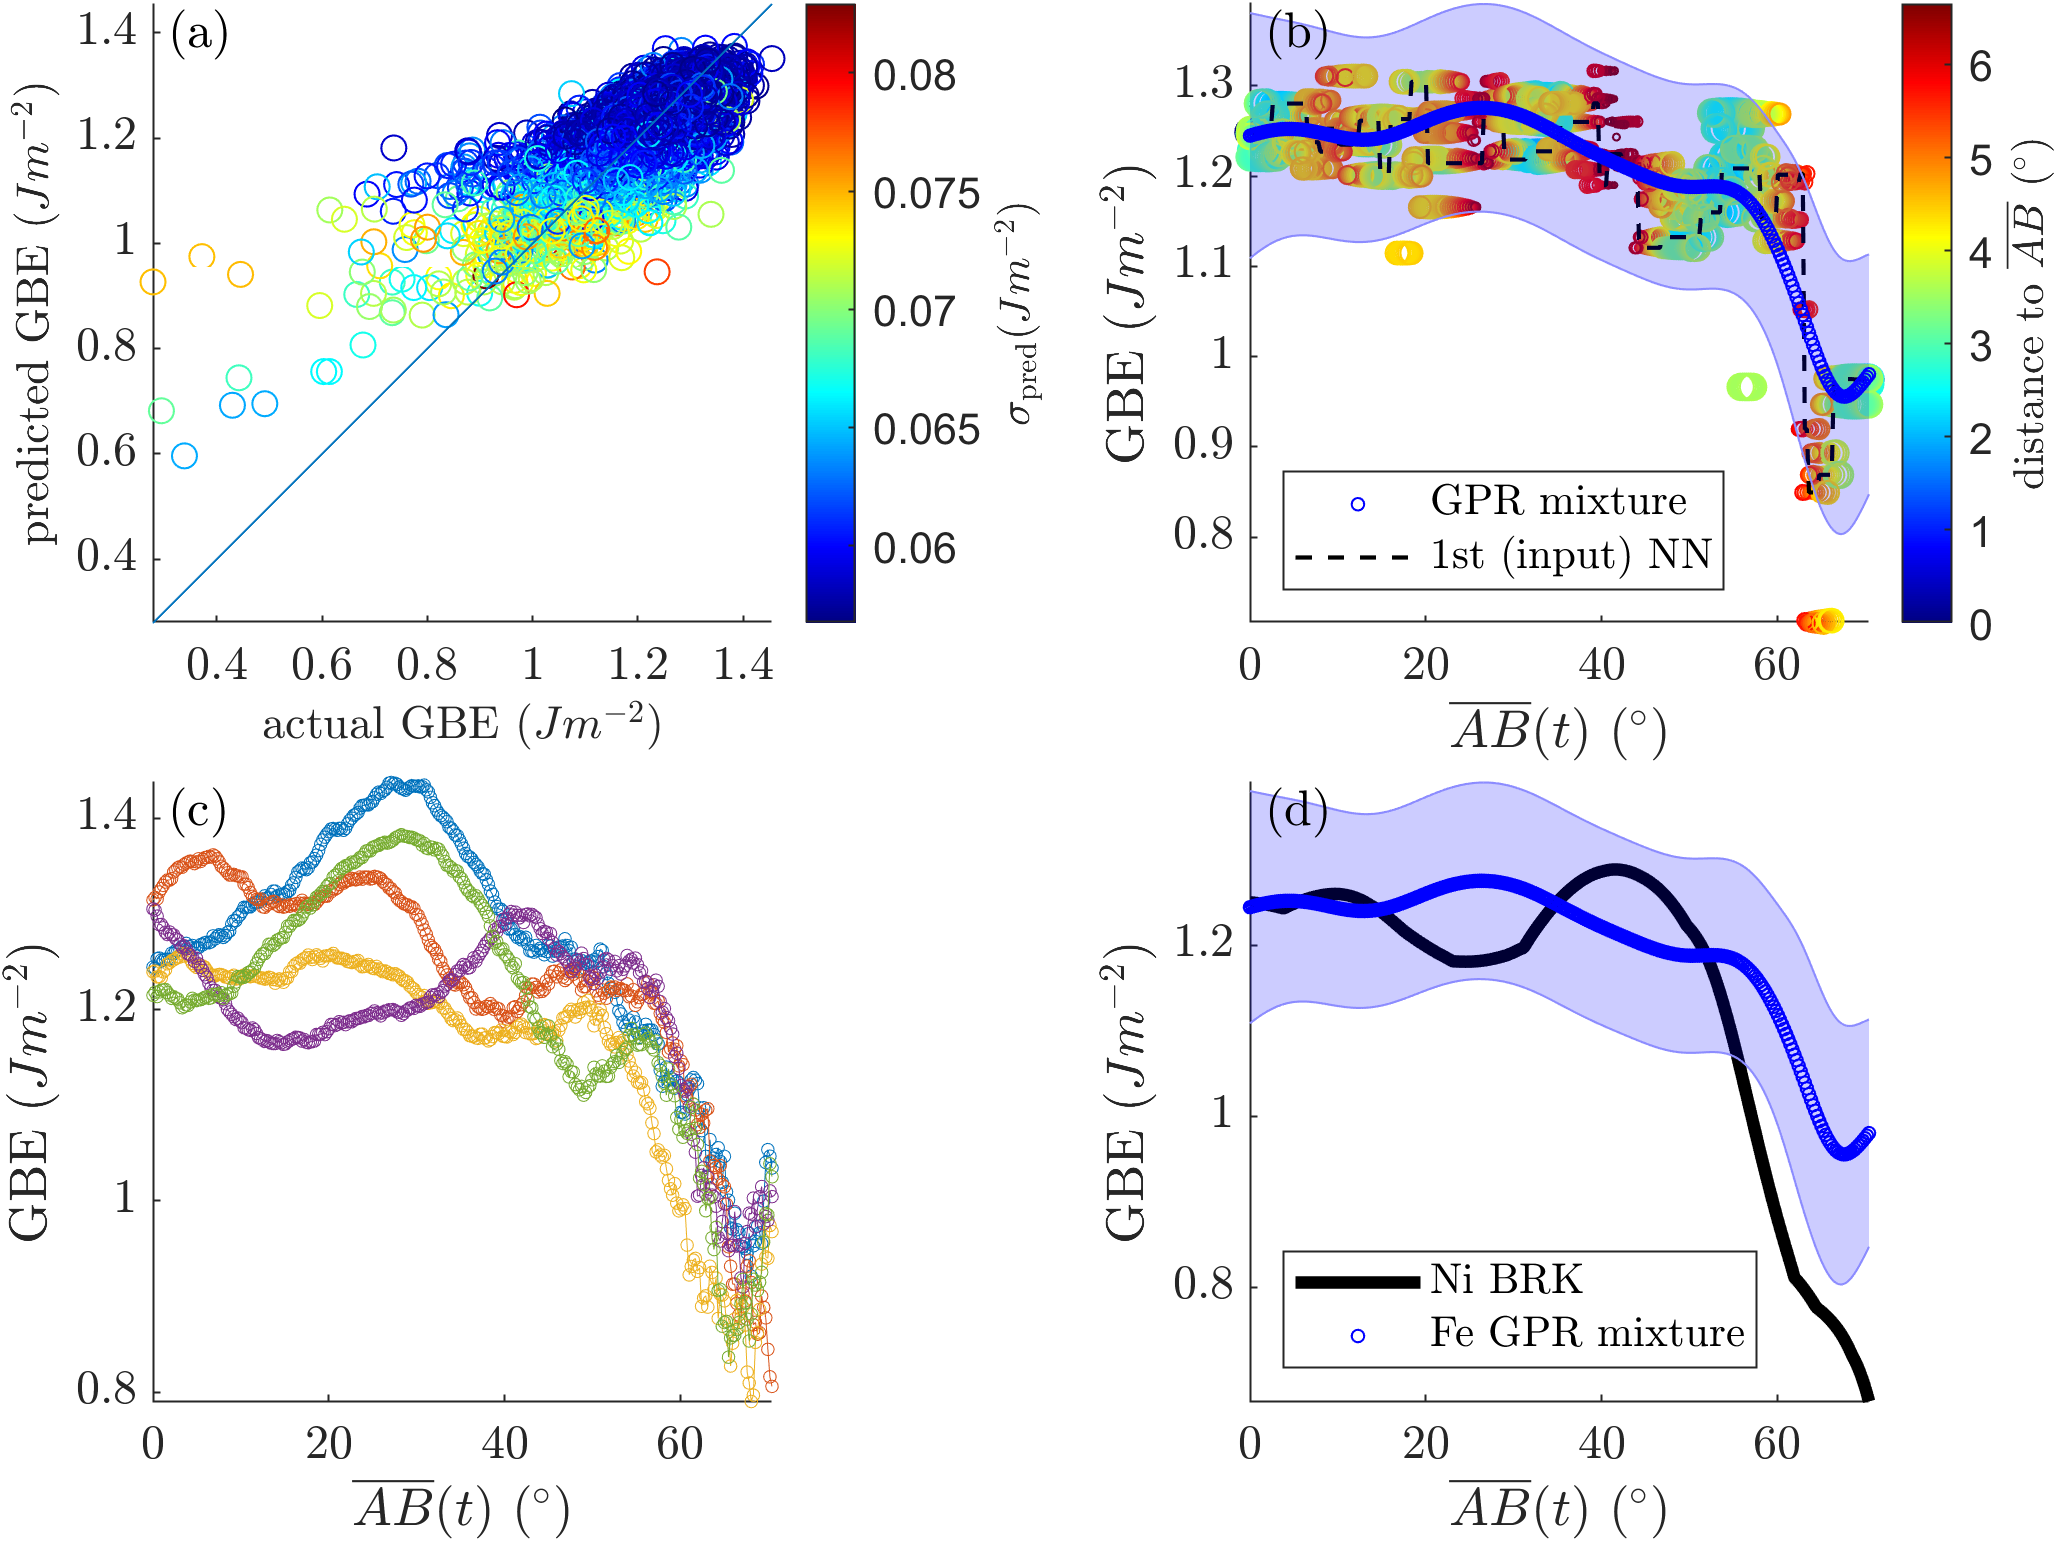 (a)
1.4
1.2
1
0.8
0.6
0.4
predicted GBE (Jm⁻²)
0.4 0.6 0.8 1 1.2 1.4
actual GBE (Jm⁻²)
0.08
0.075
0.07
0.065
0.06
σpred(Jm⁻²)
(b)
1.3
1.2
1.1
1
0.9
0.8
GBE (Jm⁻²)
GPR mixture
1st (input) NN
0 20 40 60
A̅B̅(t) (°)
6
5
4
3
2
1
0
distance to A̅B̅ (°)
(c)
1.4
1.2
1
0.8
GBE (Jm⁻²)
0 20 40 60
A̅B̅(t) (°)
(d)
1.2
1
0.8
GBE (Jm⁻²)
Ni BRK
Fe GPR mixture
0 20 40 60
A̅B̅(t) (°)